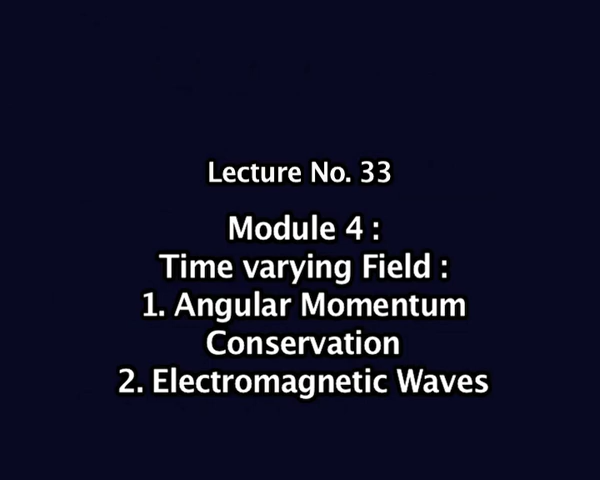 Lecture No. 33
Module 4 :
Time varying Field :
1. Angular Momentum
Conservation
2. Electromagnetic Waves